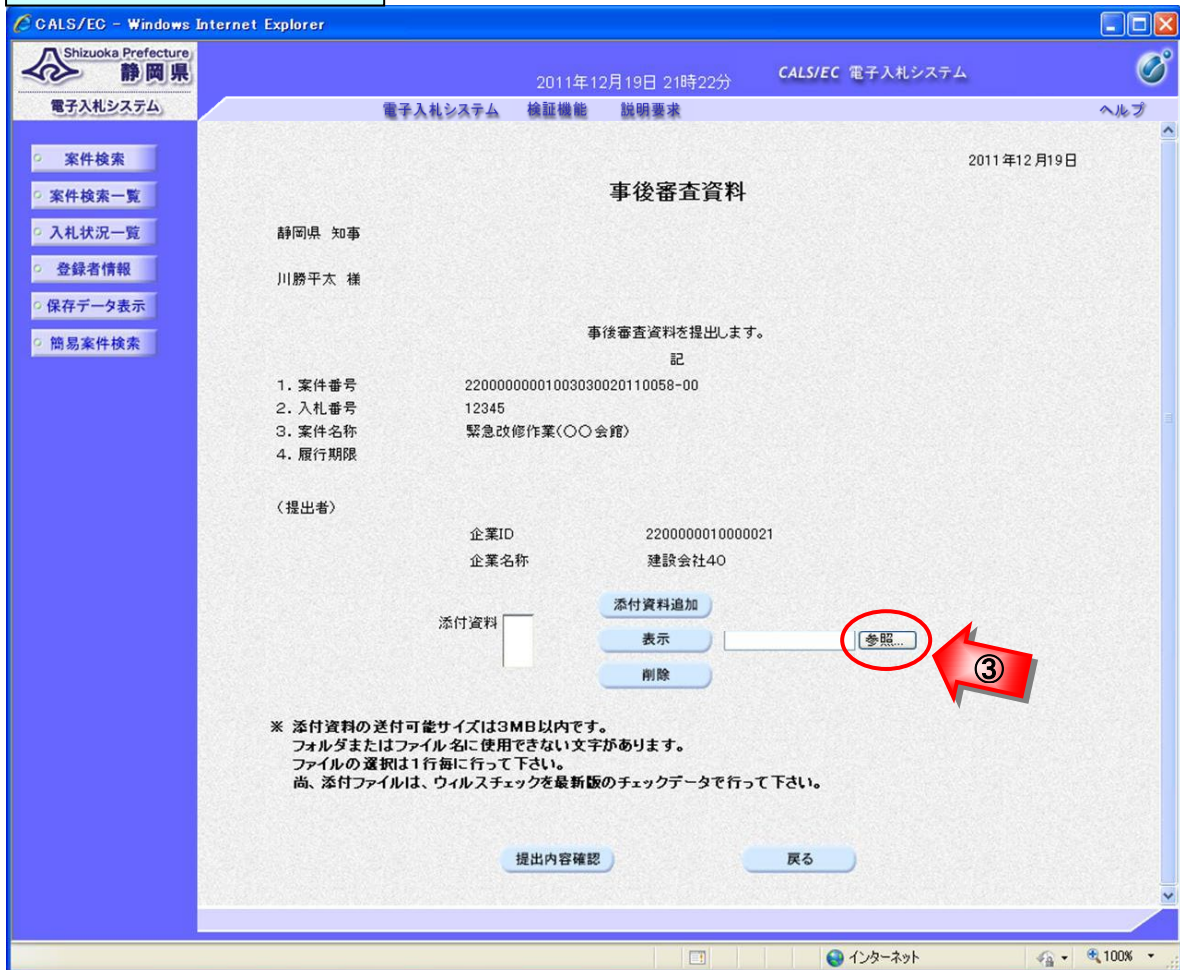 CALS/EC - Windows Internet Explorer
Shizuoka Prefecture
静岡県
2011年12月19日 21時22分
CALS/EC 電子入札システム
電子入札システム
電子入札システム 検証機能 説明要求 ヘルプ
案件検索
案件検索一覧
入札状況一覧
登録者情報
保存データ表示
簡易案件検索
2011年12月19日
事後審査資料
静岡県 知事
川勝平太 様
事後審査資料を提出します。
記
1. 案件番号 2200000000100303002011​0058-00
2. 入札番号 12345
3. 案件名称 緊急改修作業(〇〇会館)
4. 履行期限
(提出者)
企業ID 2200000010000021
企業名称 建設会社40
添付資料追加
添付資料
表示
参照...
③
削除
※ 添付資料の送付可能サイズは3MB以内です。
フォルダまたはファイル名に使用できない文字があります。
ファイルの選択は1行毎に行って下さい。
尚、添付ファイルは、ウィルスチェックを最新版のチェックデータで行って下さい。
提出内容確認
戻る
インターネット
100%